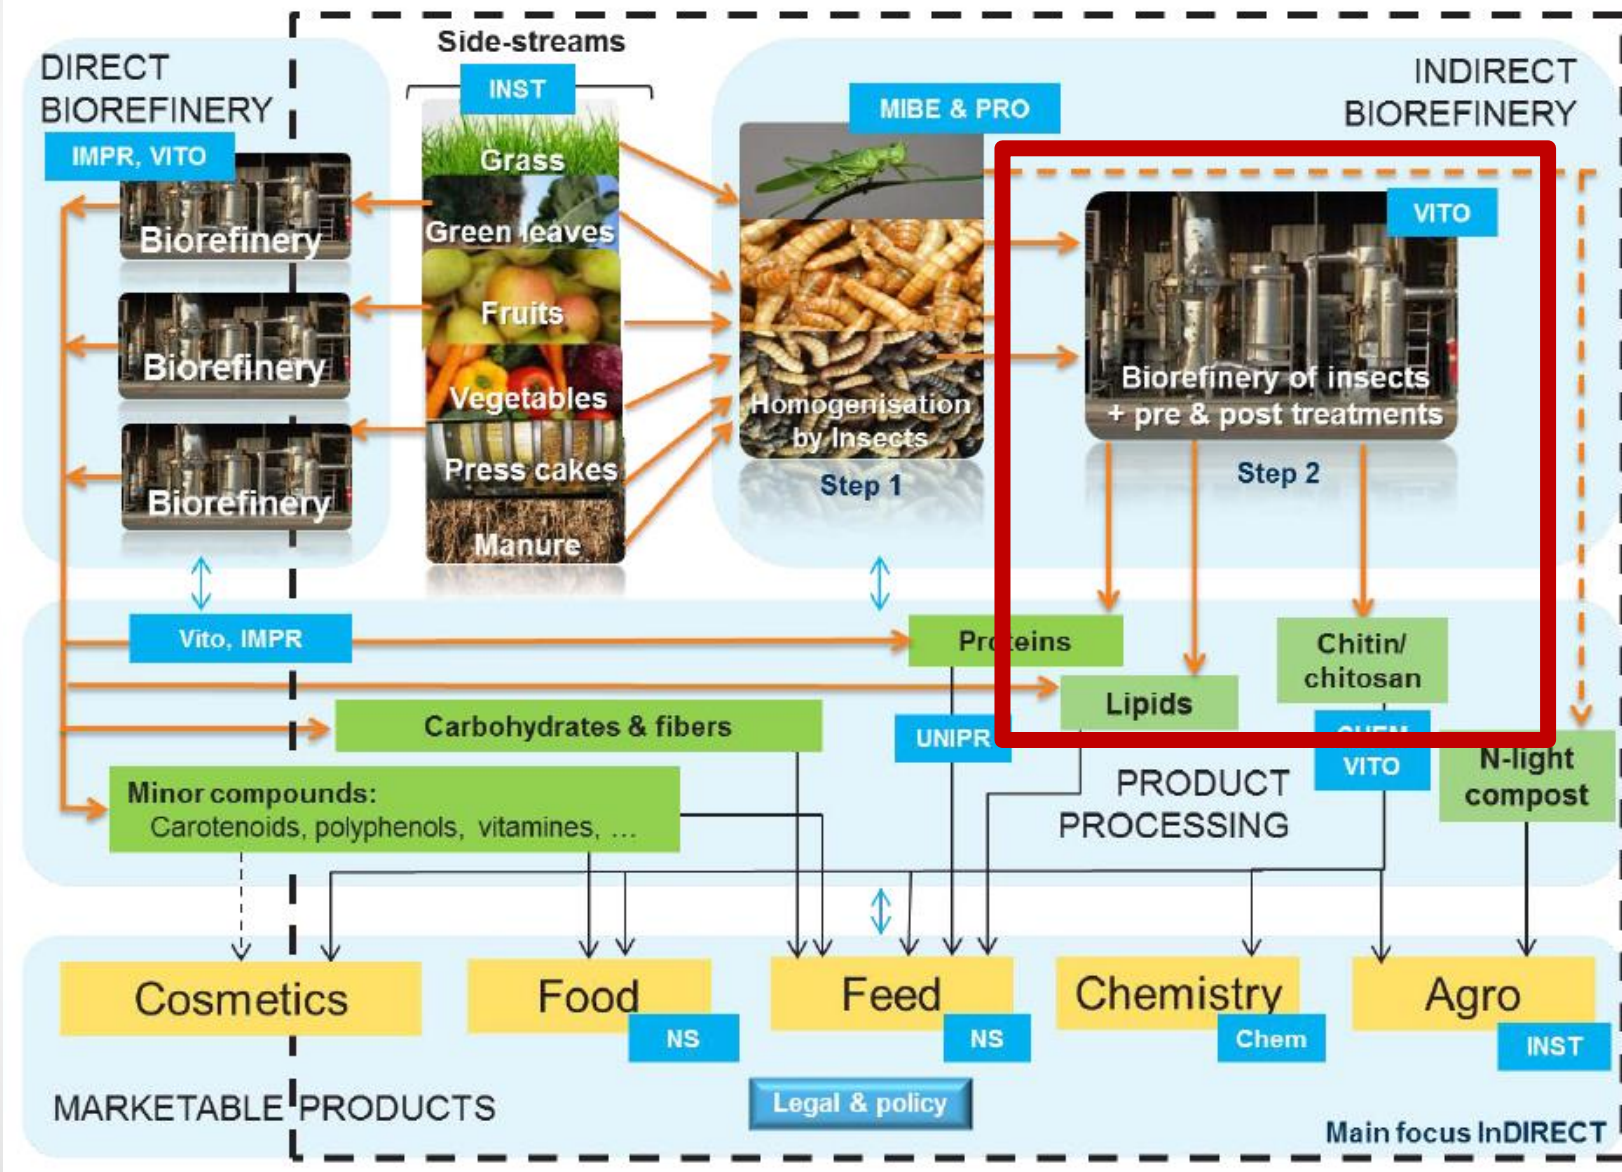 DIRECT
BIOREFINERY
IMPR, VITO
Biorefinery
Biorefinery
Biorefinery
Side-streams
INST
Grass
Green leaves
Fruits
Vegetables
Press cakes
Manure
INDIRECT
BIOREFINERY
MIBE & PRO
Homogenisation
by Insects
Step 1
VITO
Biorefinery of insects
+ pre & post treatments
Step 2
Vito, IMPR
Proteins
Lipids
Chitin/
chitosan
Carbohydrates & fibers
UNIPR
CHEM
VITO
N-light
compost
Minor compounds:
Carotenoids, polyphenols, vitamines, ...
PRODUCT
PROCESSING
Cosmetics
Food
NS
Feed
NS
Chemistry
Chem
Agro
INST
MARKETABLE PRODUCTS
Legal & policy
Main focus InDIRECT